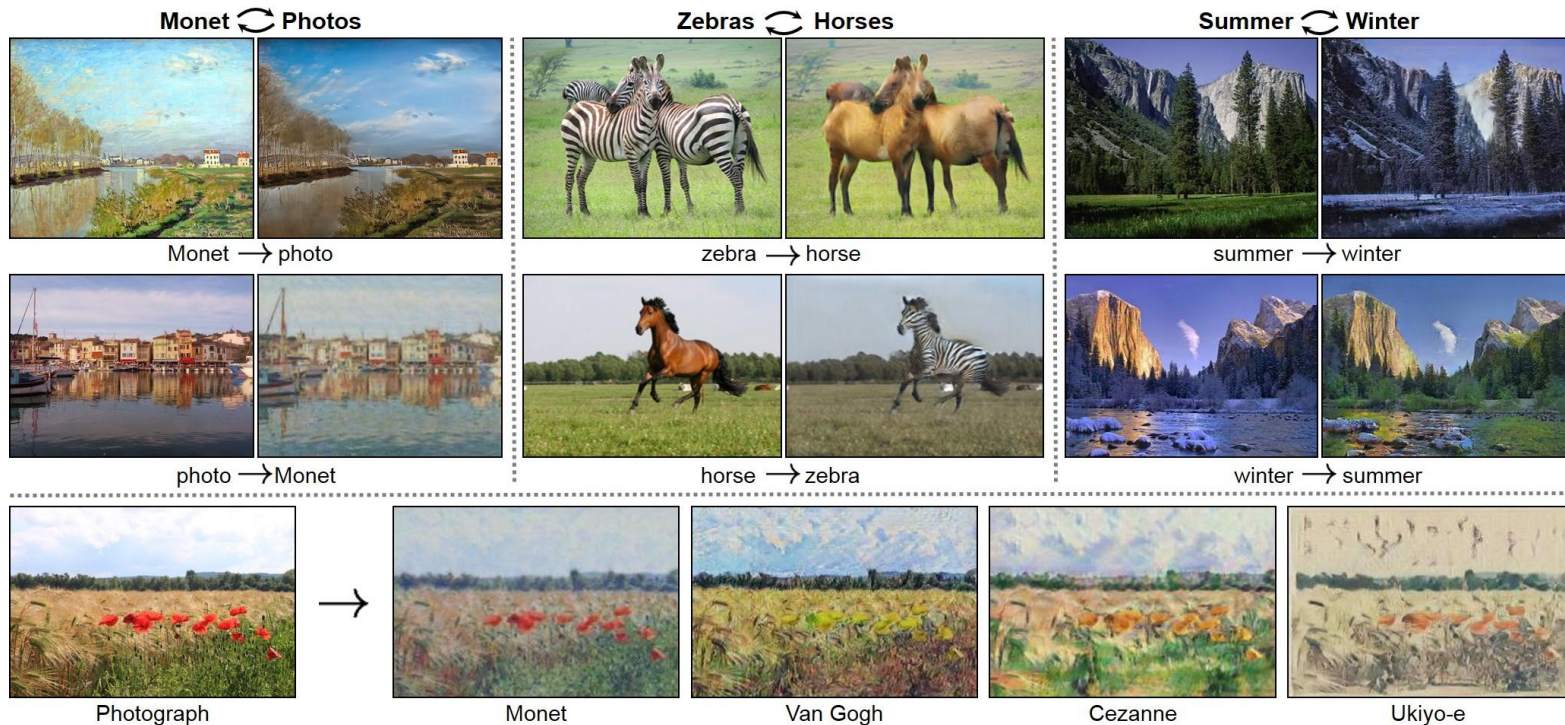 Monet Photos
Zebras Horses
Summer Winter
Monet → photo
zebra → horse
summer → winter
photo → Monet
horse → zebra
winter → summer
Photograph
Monet
Van Gogh
Cezanne
Ukiyo-e